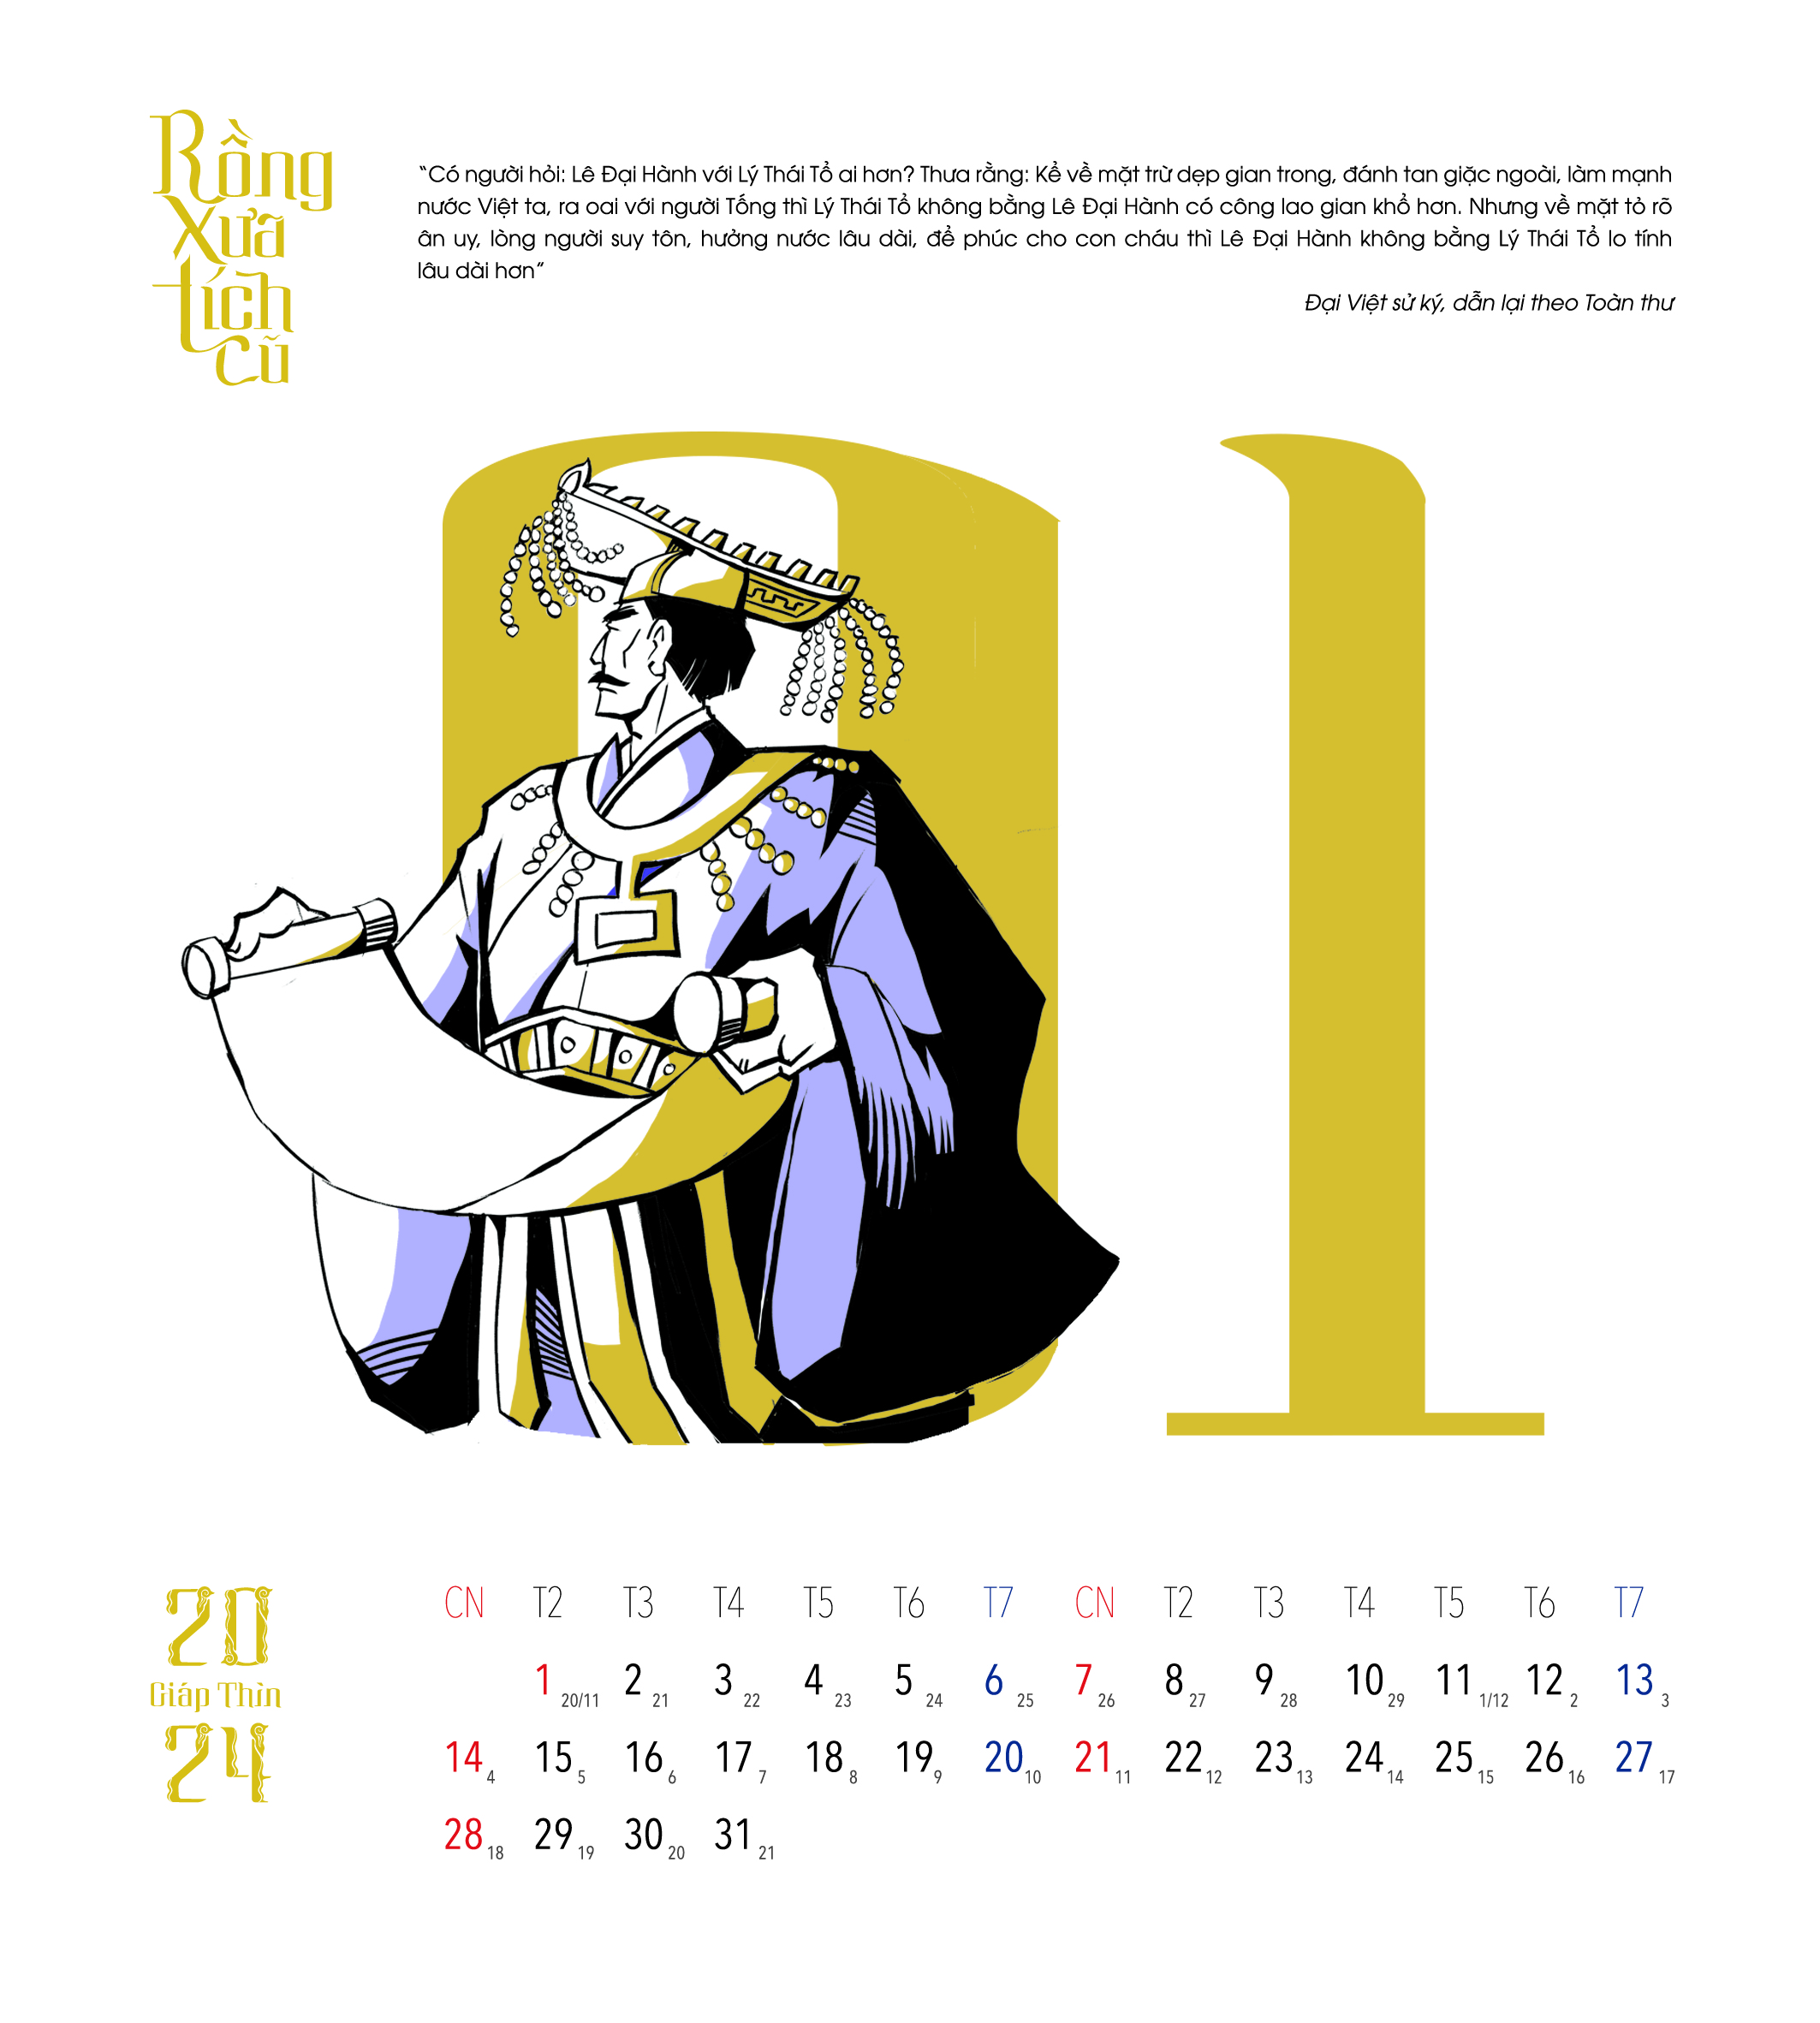 Rồng
Xưa
tích
cũ
“Có người hỏi: Lê Đại Hành với Lý Thái Tổ ai hơn? Thưa rằng: Kể về mặt trừ dẹp gian trong, đánh tan giặc ngoài, làm mạnh
nước Việt ta, ra oai với người Tống thì Lý Thái Tổ không bằng Lê Đại Hành có công lao gian khổ hơn. Nhưng về mặt tỏ rõ
ân uy, lòng người suy tôn, hưởng nước lâu dài, để phúc cho con cháu thì Lê Đại Hành không bằng Lý Thái Tổ lo tính
lâu dài hơn”
Đại Việt sử ký, dẫn lại theo Toàn thư
01
20
Giáp Thìn
24
CN T2 T3 T4 T5 T6 T7 CN T2 T3 T4 T5 T6 T7
1 20/11 2 21 3 22 4 23 5 24 6 25 7 26 8 27 9 28 10 29 11 1/12 12 2 13 3
14 4 15 5 16 6 17 7 18 8 19 9 20 10 21 11 22 12 23 13 24 14 25 15 26 16 27 17
28 18 29 19 30 20 31 21